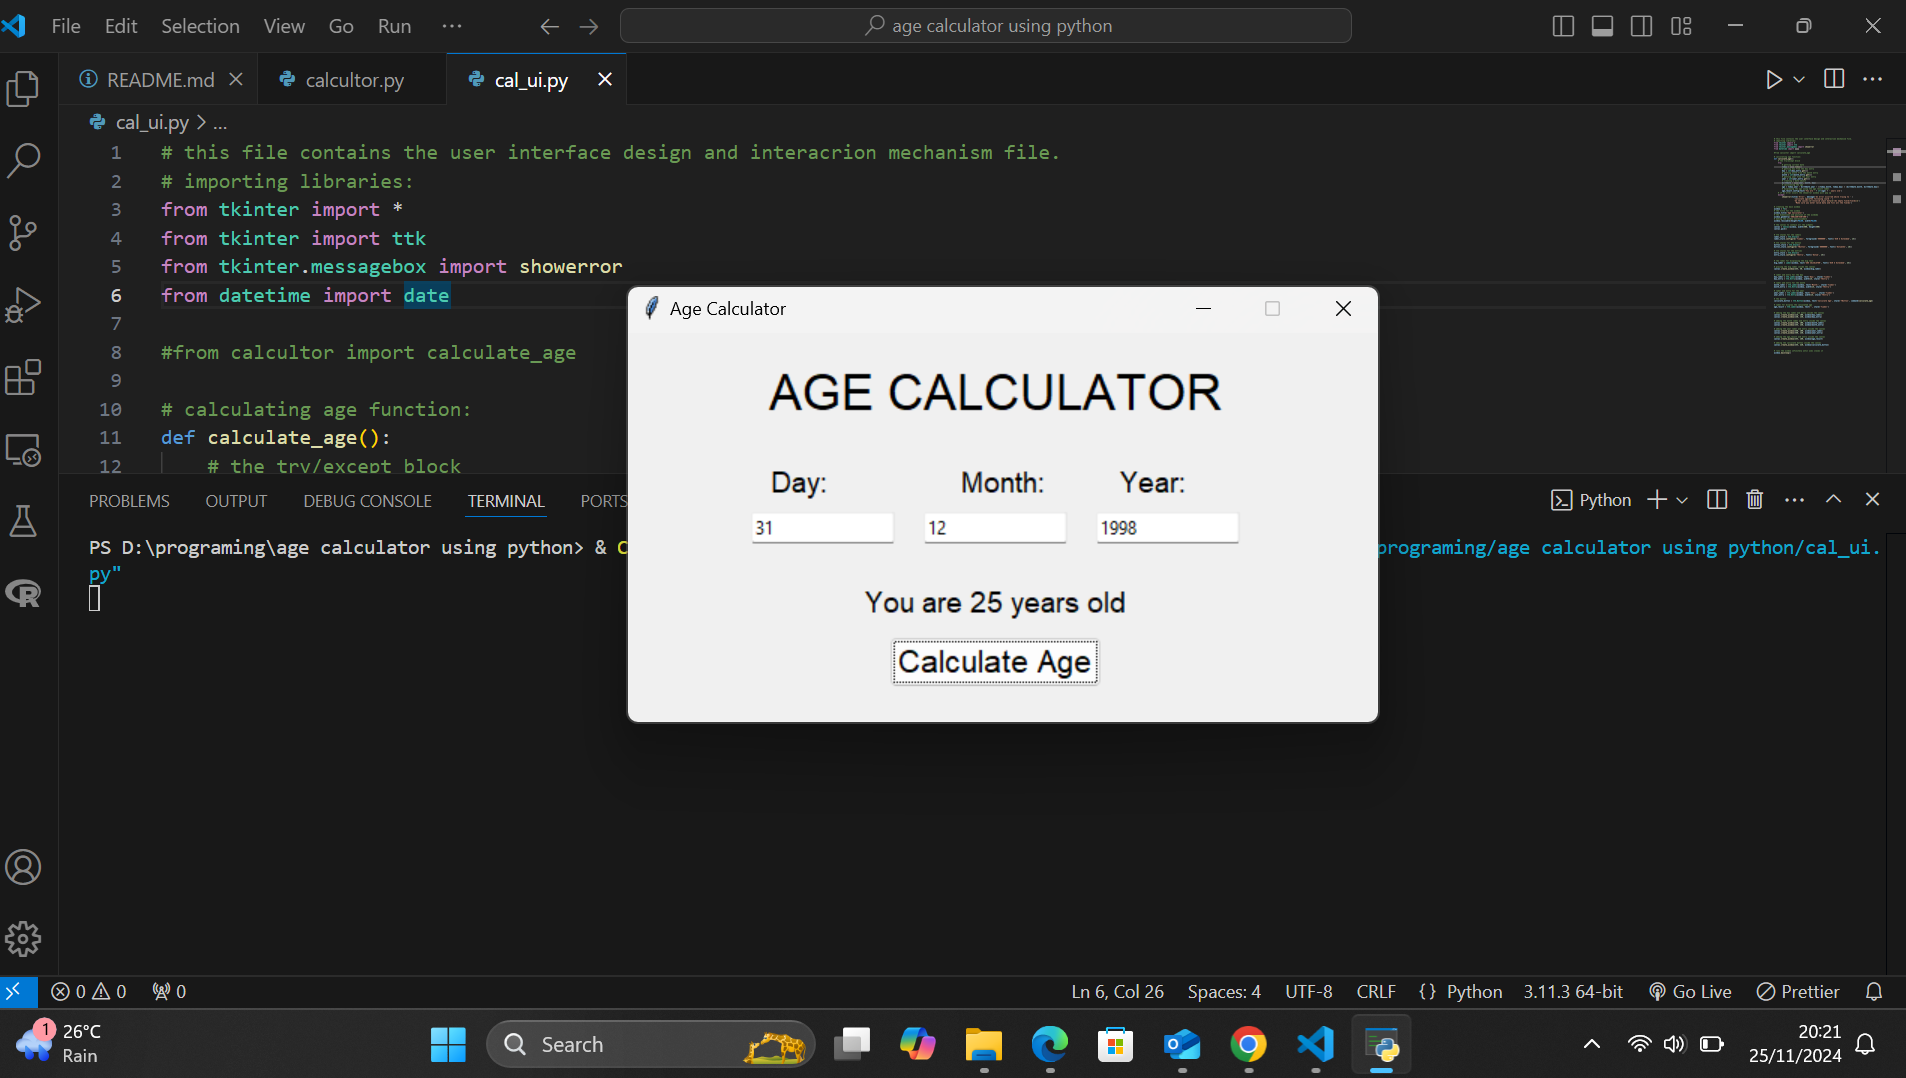 File Edit Selection View Go Run ...
age calculator using python
README.md calcultor.py cal_ui.py
cal_ui.py > ...
1 # this file contains the user interface design and interacrion mechanism file.
2 # importing libraries:
3 from tkinter import *
4 from tkinter import ttk
5 from tkinter.messagebox import showerror
6 from datetime import date
7
8 #from calcultor import calculate_age
9
10 # calculating age function:
11 def calculate_age():
12 # the try/except block
Age Calculator
AGE CALCULATOR
Day: Month: Year:
31 12 1998
You are 25 years old
Calculate Age
PROBLEMS OUTPUT DEBUG CONSOLE TERMINAL PORTS
Python
PS D:\programing\age calculator using python> & C
programing/age calculator using python/cal_ui.
py"
0 0 0
Ln 6, Col 26 Spaces: 4 UTF-8 CRLF {} Python 3.11.3 64-bit Go Live Prettier
1
26°C
Rain
Search
20:21
25/11/2024